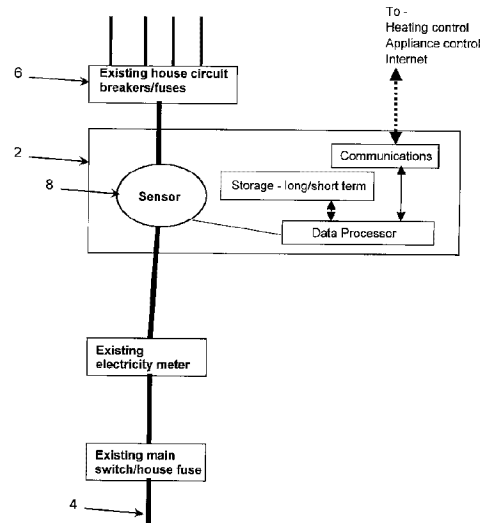 To -
Heating control
Appliance control
Internet
6
Existing house circuit
breakers/fuses
2
Communications
8
Storage - long/short term
Sensor
Data Processor
Existing
electricity meter
Existing main
switch/house fuse
4